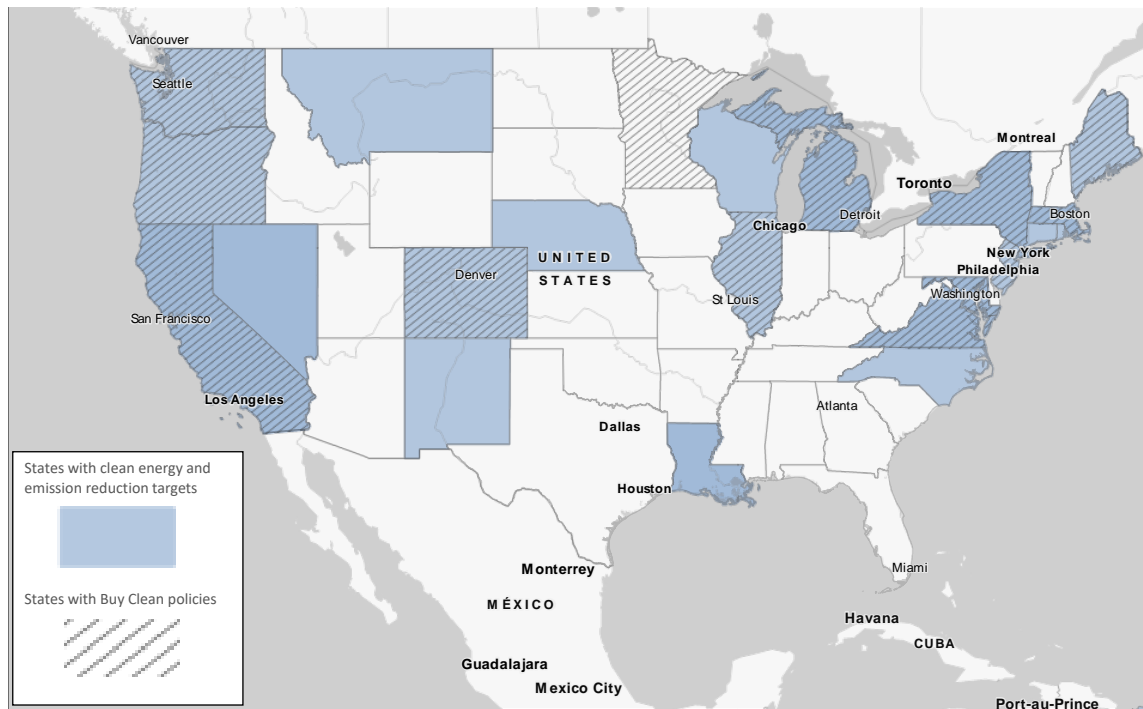 Vancouver
Seattle
Montreal
Toronto
Boston
Detroit
Chicago
New York
UNITED
Philadelphia
Denver
STATES
Washington
St Louis
San Francisco
Los Angeles
Atlanta
Dallas
Houston
Miami
Monterrey
MÉXICO
Havana
CUBA
Guadalajara
Mexico City
Port-au-Prince
States with clean energy and
emission reduction targets
States with Buy Clean policies